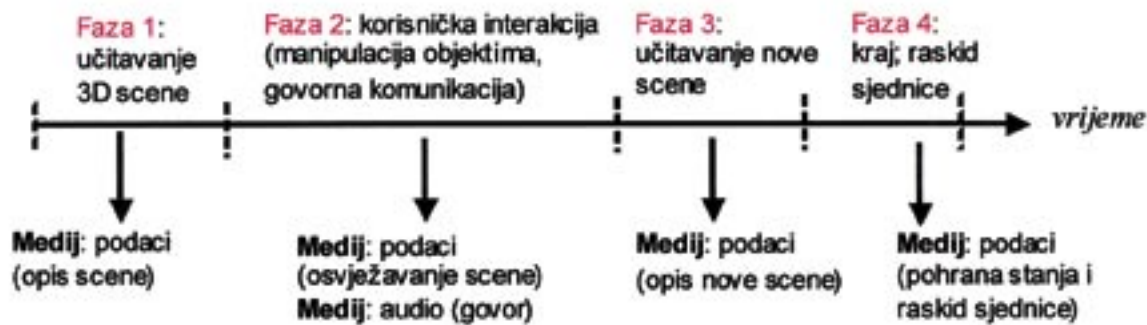 Faza 1:
učitavanje
3D scene
Faza 2: korisnička interakcija
(manipulacija objektima,
govorna komunikacija)
Faza 3:
učitavanje nove
scene
Faza 4:
kraj; raskid
sjednice
vrijeme
Medij: podaci
(opis scene)
Medij: podaci
(osvježavanje scene)
Medij: audio (govor)
Medij: podaci
(opis nove scene)
Medij: podaci
(pohrana stanja i
raskid sjednice)